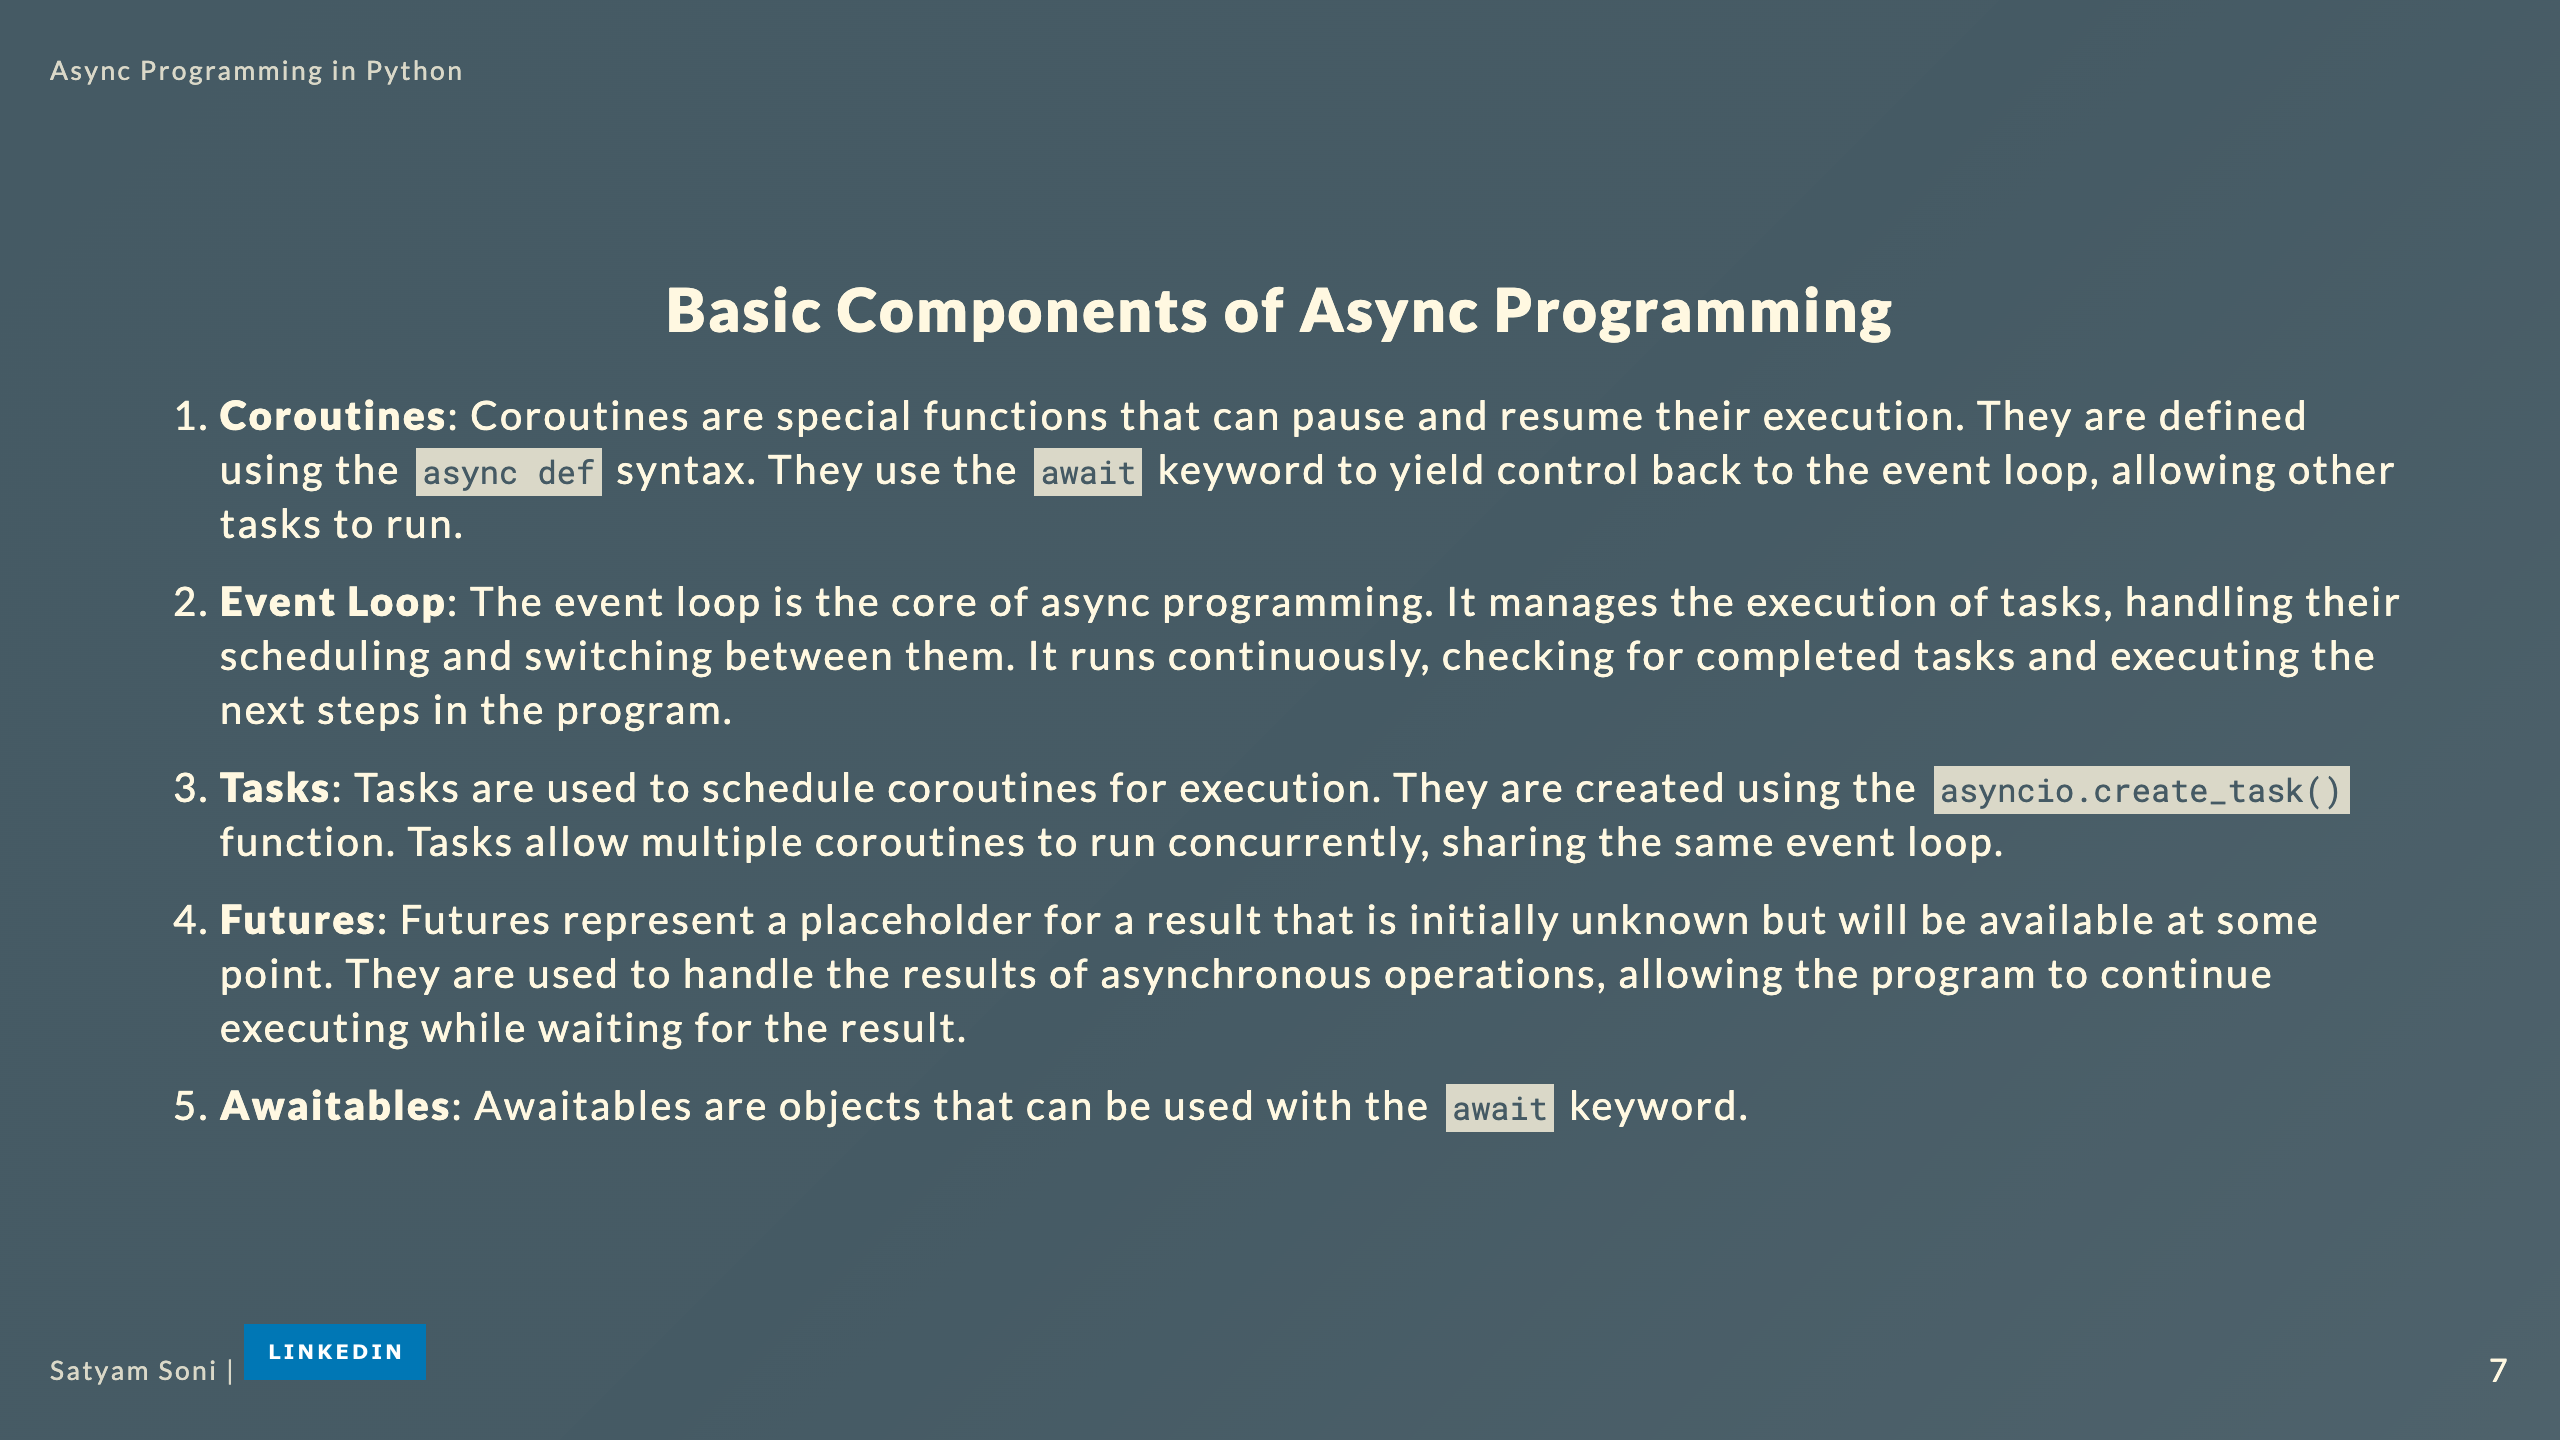 Async Programming in Python
Basic Components of Async Programming
1. Coroutines: Coroutines are special functions that can pause and resume their execution. They are defined
using the async def syntax. They use the await keyword to yield control back to the event loop, allowing other
tasks to run.
2. Event Loop: The event loop is the core of async programming. It manages the execution of tasks, handling their
scheduling and switching between them. It runs continuously, checking for completed tasks and executing the
next steps in the program.
3. Tasks: Tasks are used to schedule coroutines for execution. They are created using the asyncio.create_task()
function. Tasks allow multiple coroutines to run concurrently, sharing the same event loop.
4. Futures: Futures represent a placeholder for a result that is initially unknown but will be available at some
point. They are used to handle the results of asynchronous operations, allowing the program to continue
executing while waiting for the result.
5. Awaitables: Awaitables are objects that can be used with the await keyword.
Satyam Soni | LINKEDIN
7